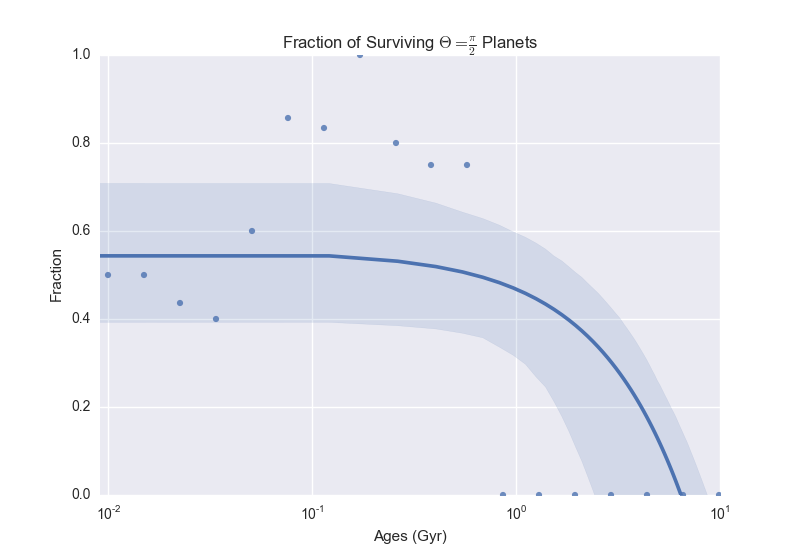 Fraction of Surviving Θ = π/2 Planets
1.0
0.8
0.6
0.4
0.2
0.0
Fraction
10^-2 10^-1 10^0 10^1
Ages (Gyr)